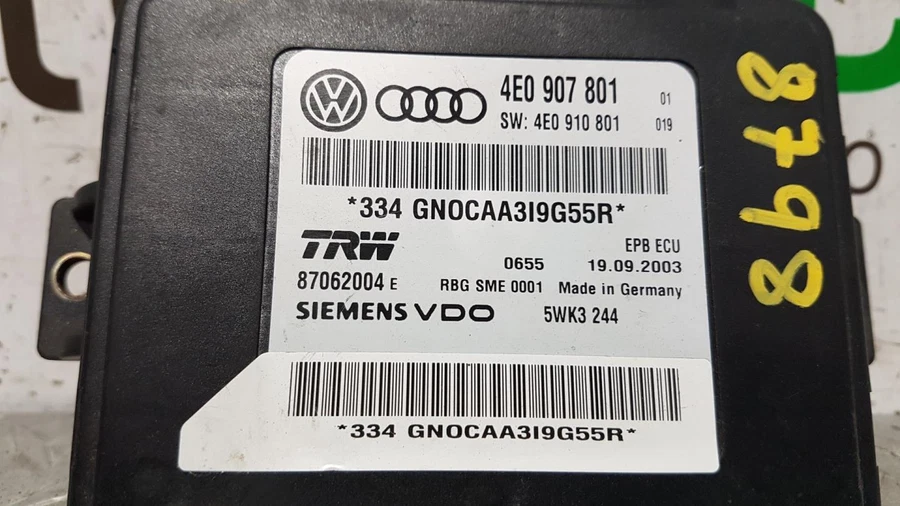 4E0 907 801 01
SW: 4E0 910 801 019
*334 GNOCAA3I9G55R*
TRW EPB ECU
0655 19.09.2003
87062004 E RBG SME 0001 Made in Germany
SIEMENS VDO 5WK3 244
*334 GNOCAA3I9G55R*
8798